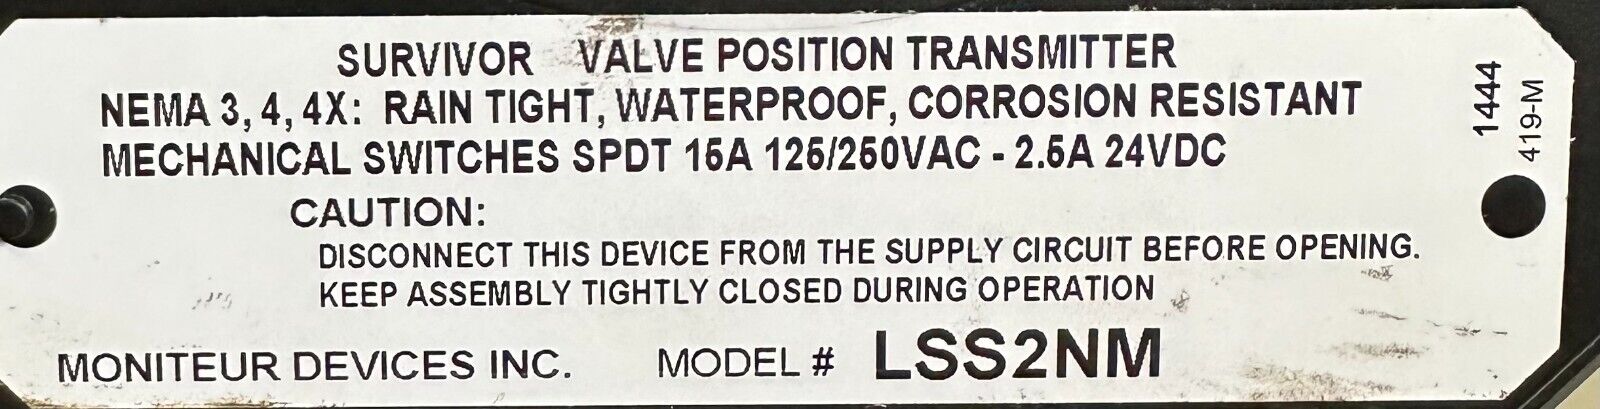 SURVIVOR VALVE POSITION TRANSMITTER
NEMA 3, 4, 4X: RAIN TIGHT, WATERPROOF, CORROSION RESISTANT
MECHANICAL SWITCHES SPDT 15A 125/250VAC - 2.5A 24VDC
CAUTION:
DISCONNECT THIS DEVICE FROM THE SUPPLY CIRCUIT BEFORE OPENING.
KEEP ASSEMBLY TIGHTLY CLOSED DURING OPERATION
MONITEUR DEVICES INC. MODEL # LSS2NM
1444
419-M